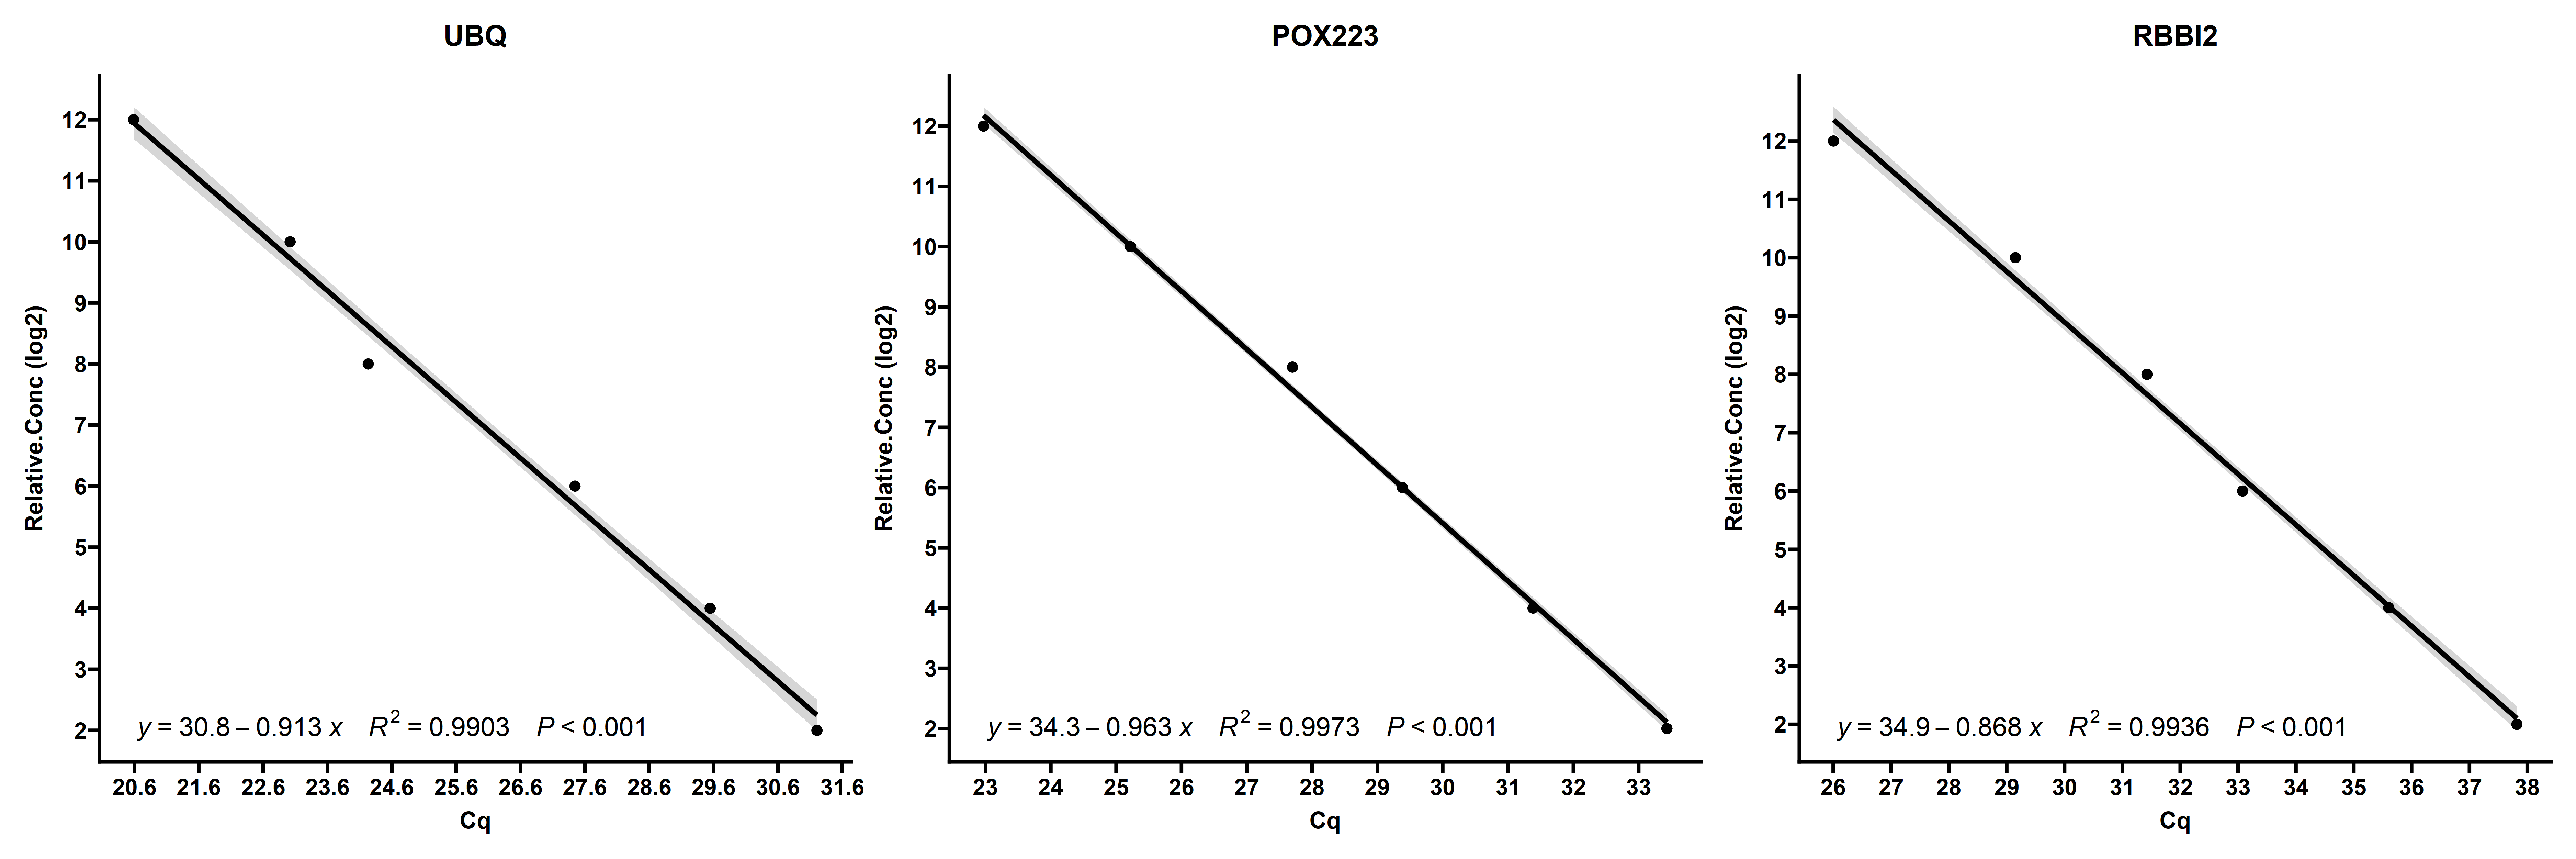 UBQ
Relative.Conc (log2)
12
11
10
9
8
7
6
5
4
3
2
y = 30.8 − 0.913 x R² = 0.9903 P < 0.001
20.6 21.6 22.6 23.6 24.6 25.6 26.6 27.6 28.6 29.6 30.6 31.6
Cq
POX223
Relative.Conc (log2)
12
11
10
9
8
7
6
5
4
3
2
y = 34.3 − 0.963 x R² = 0.9973 P < 0.001
23 24 25 26 27 28 29 30 31 32 33
Cq
RBBI2
Relative.Conc (log2)
12
11
10
9
8
7
6
5
4
3
2
y = 34.9 − 0.868 x R² = 0.9936 P < 0.001
26 27 28 29 30 31 32 33 34 35 36 37 38
Cq